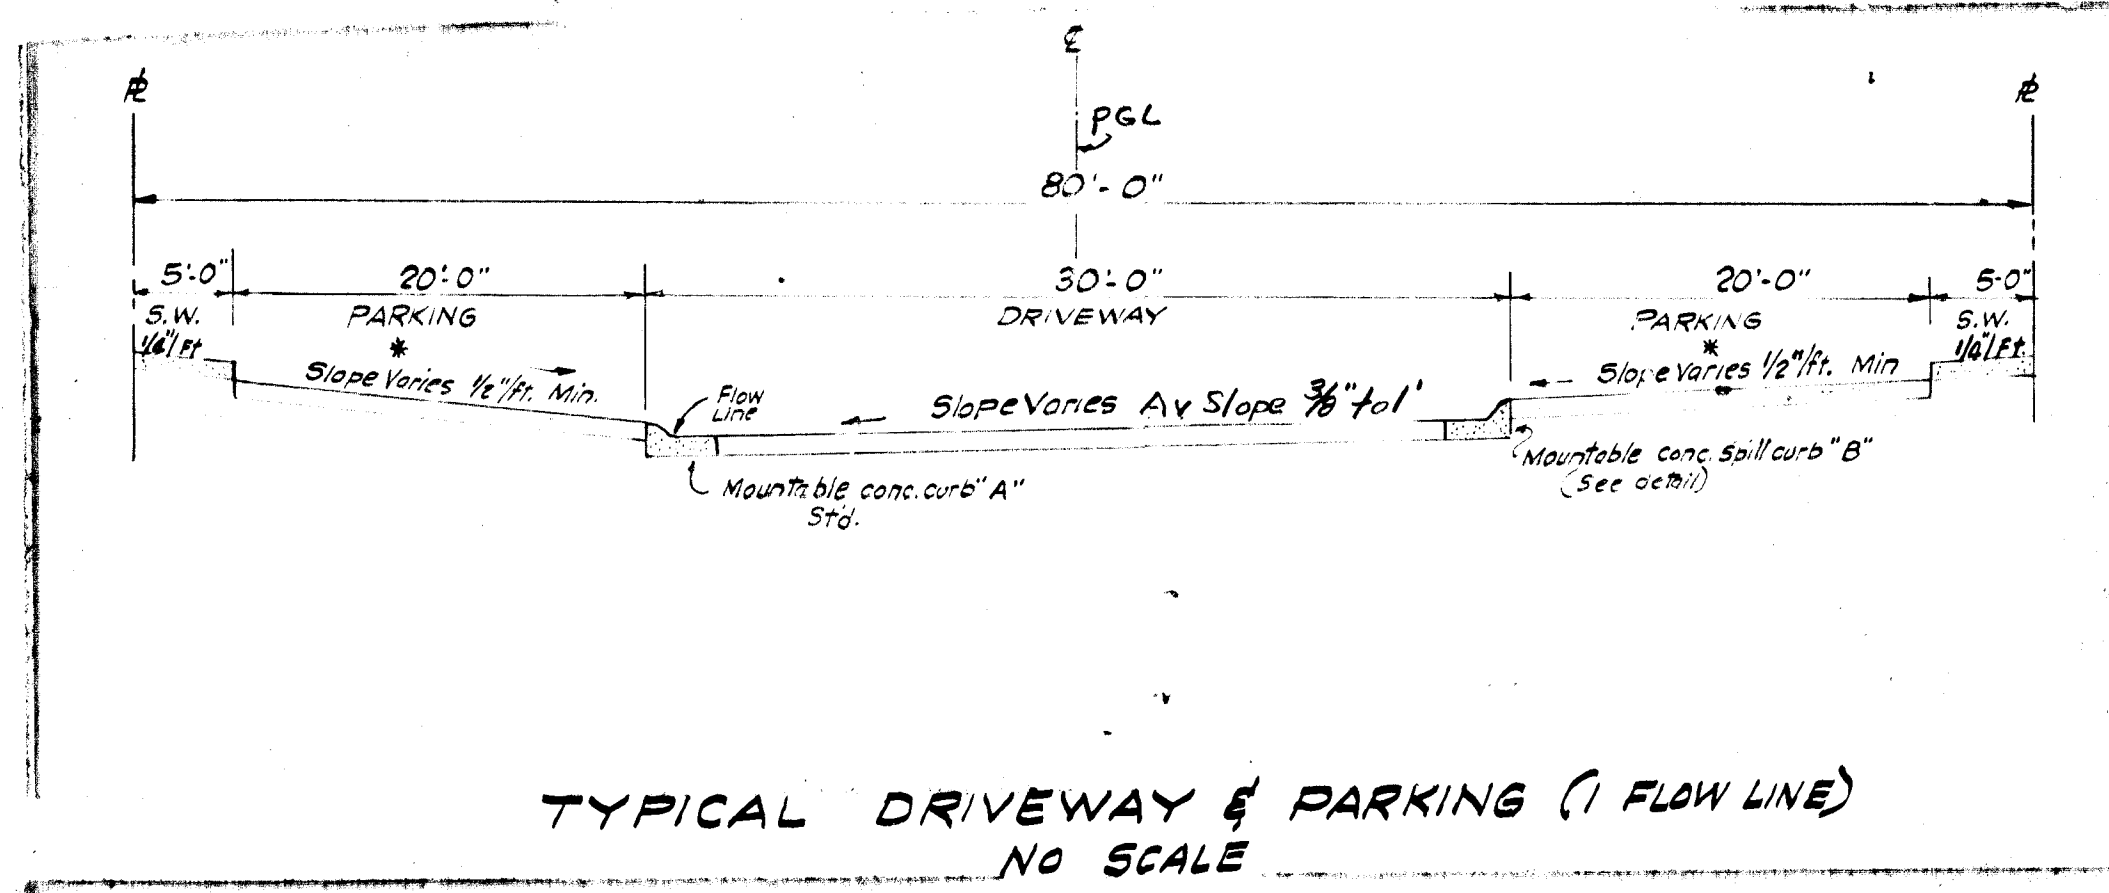 ℄
PL
PL
PGL
80'-0"
5'-0"
20'-0"
30'-0"
20'-0"
5-0"
S.W.
PARKING
DRIVEWAY
PARKING
S.W.
1/4"/Ft
*
*
1/4"/Ft.
Slope Varies 1/2"/ft. Min.
Flow
Line
Slope Varies Av Slope 3/8" to 1'
Slope Varies 1/2"/ft. Min
Mountable conc. curb "A"
Std.
Mountable conc. spill curb "B"
(See detail)
TYPICAL DRIVEWAY & PARKING (1 FLOW LINE)
NO SCALE